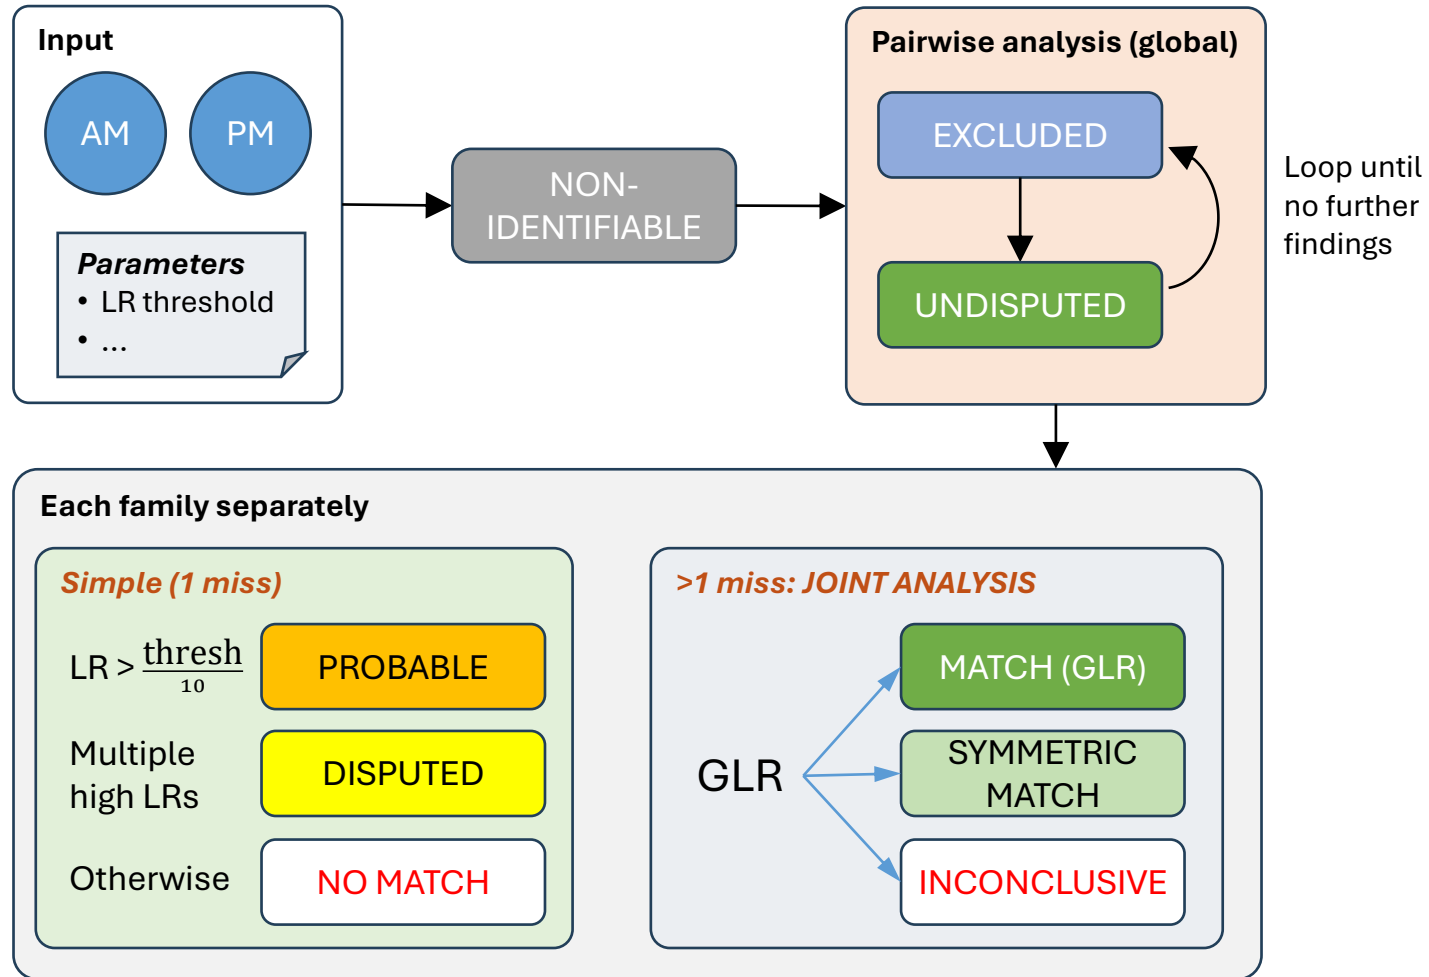 Input
AM
PM
Parameters
• LR threshold
• ...
NON-
IDENTIFIABLE
Pairwise analysis (global)
EXCLUDED
UNDISPUTED
Loop until
no further
findings
Each family separately
Simple (1 miss)
LR > thresh/10
PROBABLE
Multiple
high LRs
DISPUTED
Otherwise
NO MATCH
>1 miss: JOINT ANALYSIS
GLR
MATCH (GLR)
SYMMETRIC
MATCH
INCONCLUSIVE